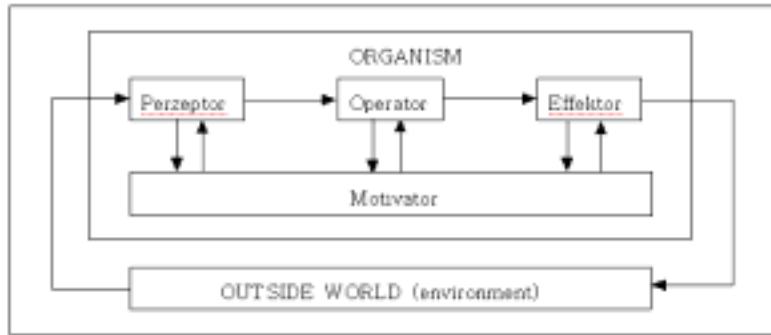 ORGANISM
Perzeptor
Operator
Effektor
Motivator
OUTSIDE WORLD (environment)